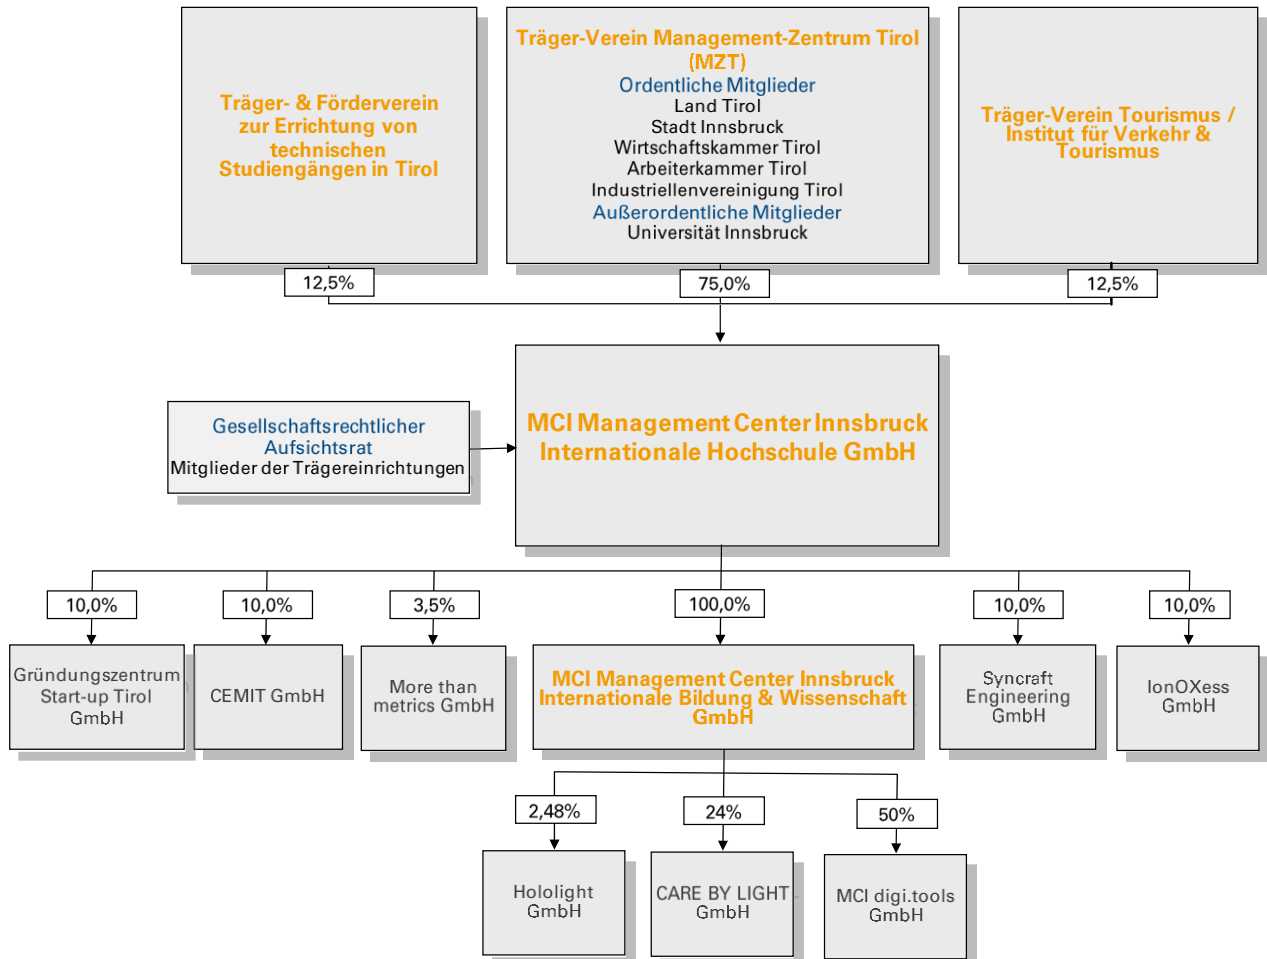 Träger- & Förderverein
zur Errichtung von
technischen
Studiengängen in Tirol
Träger-Verein Management-Zentrum Tirol
(MZT)
Ordentliche Mitglieder
Land Tirol
Stadt Innsbruck
Wirtschaftskammer Tirol
Arbeiterkammer Tirol
Industriellenvereinigung Tirol
Außerordentliche Mitglieder
Universität Innsbruck
Träger-Verein Tourismus /
Institut für Verkehr &
Tourismus
12,5%
75,0%
12,5%
MCI Management Center Innsbruck
Internationale Hochschule GmbH
Gesellschaftsrechtlicher
Aufsichtsrat
Mitglieder der Trägereinrichtungen
10,0%
10,0%
3,5%
100,0%
10,0%
10,0%
Gründungszentrum
Start-up Tirol
GmbH
CEMIT GmbH
More than
metrics GmbH
MCI Management Center Innsbruck
Internationale Bildung & Wissenschaft
GmbH
Syncraft
Engineering
GmbH
IonOXess
GmbH
2,48%
24%
50%
Hololight
GmbH
CARE BY LIGHT
GmbH
MCI digi.tools
GmbH